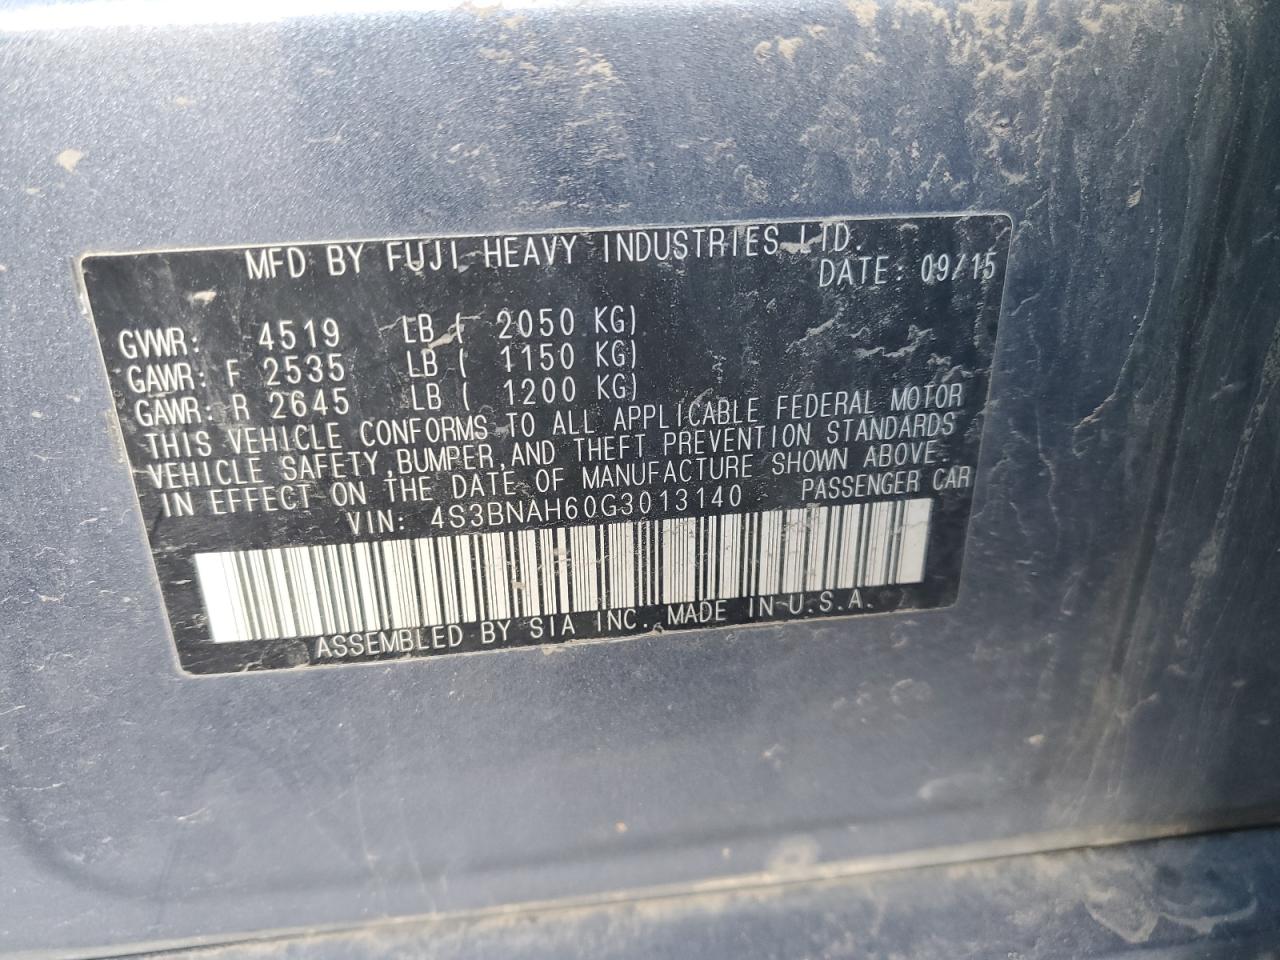 MFD BY FUJI HEAVY INDUSTRIES LTD.
DATE: 09/15
GVWR: 4519 LB ( 2050 KG)
GAWR: F 2535 LB ( 1150 KG)
GAWR: R 2645 LB ( 1200 KG)
THIS VEHICLE CONFORMS TO ALL APPLICABLE FEDERAL MOTOR
VEHICLE SAFETY, BUMPER, AND THEFT PREVENTION STANDARDS
IN EFFECT ON THE DATE OF MANUFACTURE SHOWN ABOVE.
VIN: 4S3BNAH60G3013140 PASSENGER CAR
ASSEMBLED BY SIA INC. MADE IN U.S.A.